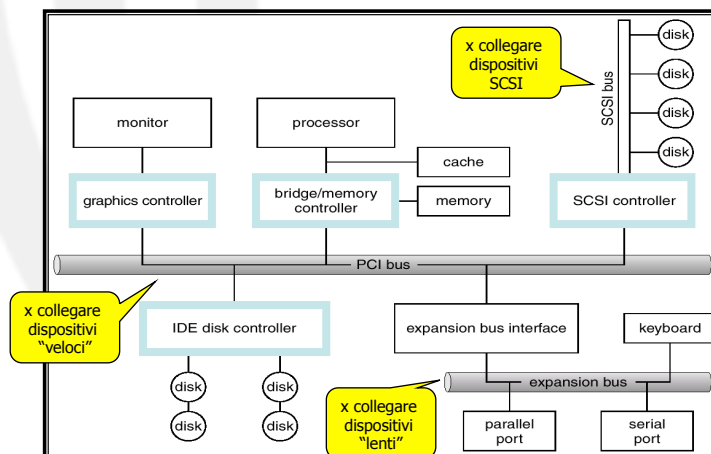 x collegare
dispositivi
SCSI
SCSI bus
disk
disk
disk
disk
monitor
processor
cache
graphics controller
bridge/memory
controller
memory
SCSI controller
PCI bus
x collegare
dispositivi
"veloci"
IDE disk controller
expansion bus interface
keyboard
disk
disk
disk
disk
x collegare
dispositivi
"lenti"
expansion bus
parallel
port
serial
port